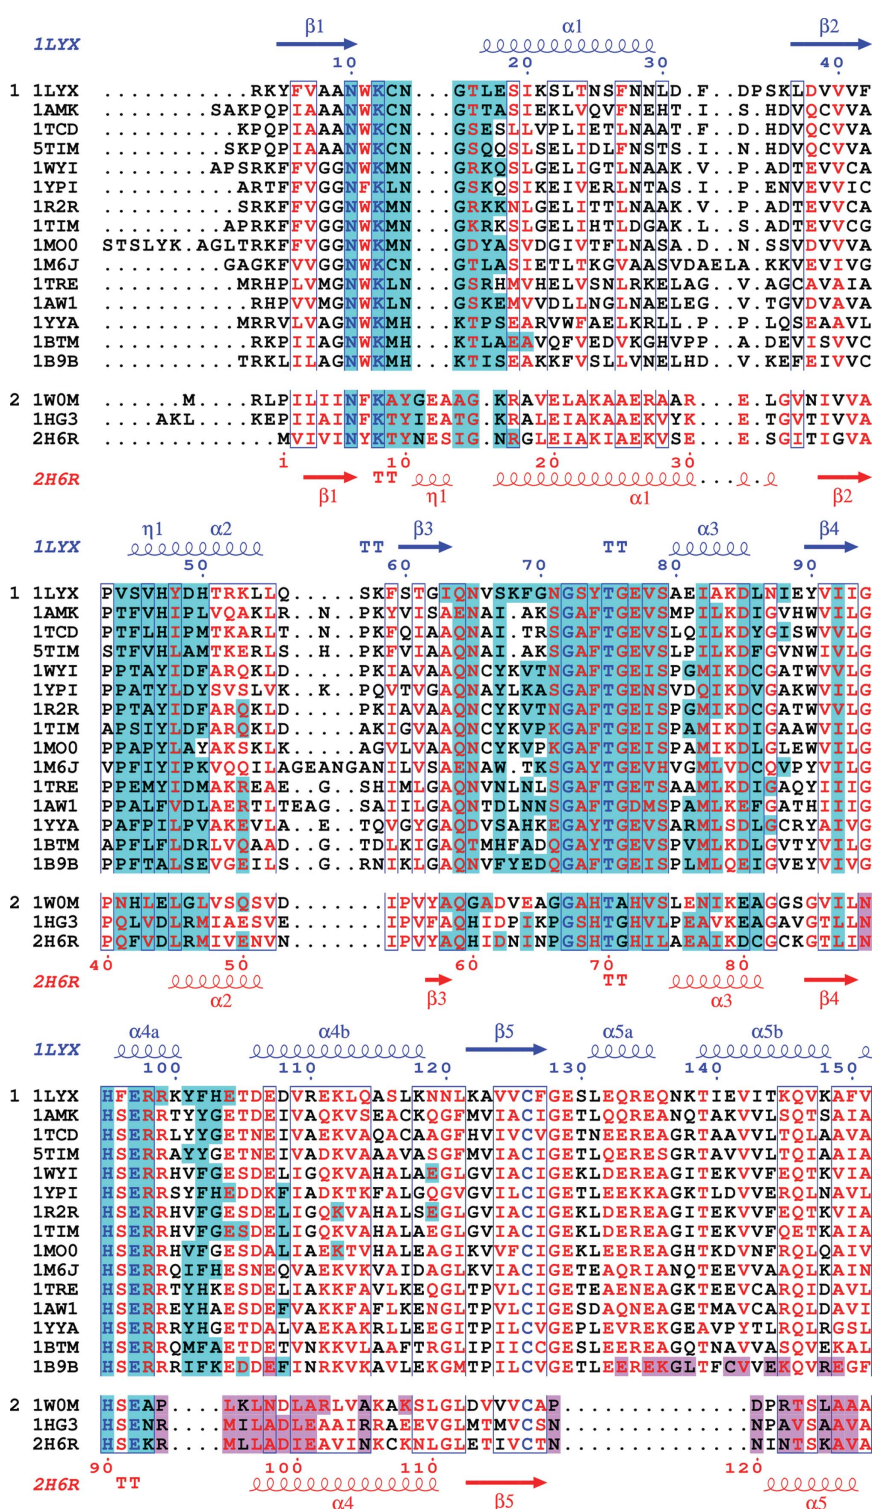 β1 α1 β2
1LYX
10 20 30 40
1 1LYX ...........RKYFVAAANWKCN...GTLESIKSLTNSFNNLD.F..DPSKLDVVVF
1AMK ........SAKPQPIAAANWKCN...GTTASIEKLVQVFNEHT.I..S.HDVQCVVA
1TCD ..........KPQPIAAANWKCN...GSESLLVPLIETLNAATF...D.HDVQCVVA
5TIM .........SKPQPIAAANWKCN...GSQQSLSELIDLFNSTS.I..N.HDVQCVVA
1WYI ........APSRKFFVGGNWKMN...GRKQSLGELIGTLNAAK.V..P.ADTEVVCA
1YPI ..........ARTFFVGGNFKLN...GSKQSIKEIVERLNTAS.I..P.ENVEVVIC
1R2R ..........SRKFFVGGNWKMN...GRKKNLGELITTLNAAK.V..P.ADTEVVCA
1TIM .........APRKFFVGGNWKMN...GKRKSLGELIHTLDGAK.L..S.ADTEVVCG
1MO0 STSLYK.AGLTRKFFVGGNWKMN...GDYASVDGIVTFLNASA.D..N.SSVDVVVA
1M6J .........GAGKFVVGGNWKCN...GTLASIETLTKGVAASVDAELA.KKVEVIVG
1TRE ..........MRHPLVMGNWKLN...GSRHMVHELVSNLRKELAG..V.AGCAVAIA
1AW1 ...........RHPVVMGNWKLN...GSKEMVVDLLNGLNAELEG..V.TGVDVAVA
1YYA ..........MRRVLVAGNWKMH...KTPSEARVWFAELKRLL.P..P.LQSEAAVL
1BTM ...........RKPIIAGNWKMH...KTLAEAVQFVEDVKGHVPP..A.DEVISVVC
1B9B ..........TRKLILAGNWKMH...KTISEAKKFVSLLVNELHD..V.KEFEIVVC
2 1W0M ......M....RLPILIINFKAYGEAAG.KRAVELAKAAERAAR...E.LGVNIVVA
1HG3 ....AKL....KEPIIAINFKTYIEATG.KRALEIAKAAEKVYK...E.TGVTIVVA
2H6R .............MVIVINYKTYNESIG.NRGLEIAKIAEKVSE...E.SGITIGVA
1 10 20 30
2H6R
β1 TT η1 α1 β2
η1 α2 TT β3 TT α3 β4
1LYX
50 60 70 80 90
1 1LYX PVSVHYDHTRKLLQ.....SKFSTGIQNVSKFGNGSYTGEVSAEIAKDLNIEYVIIG
1AMK PTFVHIPLVQAKLR..N..PKYVISAENAI.AKSGAFTGEVSMPILKDIGVHWVILG
1TCD PTFLHIPMTKARLT..N..PKFQIAAQNAI.TRSGAFTGEVSLQILKDYGISWVVLG
5TIM STFVHLAMTKERLS..H..PKFVIAAQNAI.AKSGAFTGEVSLPILKDFGVNWIVLG
1WYI PPTAYIDFARQKLD.....PKIAVAAQNCYKVTNGAFTGEISPGMIKDCGATWVVLG
1YPI PPATYLDYSVSLVK..K..PQVTVGAQNAYLKASGAFTGENSVDQIKDVGAKWVILG
1R2R PPTAYIDFARQKLD.....PKIAVAAQNCYKVTNGAFTGEISPGMIKDCGATWVVLG
1TIM APSIYLDFARQKLD.....AKIGVAAQNCYKVPKGAFTGEISPAMIKDIGAAWVILG
1MO0 PPAPYLAYAKSKLK.....AGVLVAAQNCYKVPKGAFTGEISPAMIKDLGLEWVILG
1M6J VPFIYIPKVQQILAGEANGANILVSAENAW.TKSGAYTGEVHVGMLVDCQVPYVILG
1TRE PPEMYIDMAKREAE..G..SHIMLGAQNVNLNLSGAFTGETSAAMLKDIGAQYIIIG
1AW1 PPALFVDLAERTLTEAG..SAIILGAQNTDLNNSGAFTGDMSPAMLKEFGATHIIIG
1YYA PAFPILPVAKEVLA..E..TQVGYGAQDVSAHKEGAYTGEVSARMLSDLGCRYAIVG
1BTM APFLFLDRLVQAAD..G..TDLKIGAQTMHFADQGAYTGEVSPVMLKDLGVTYVILG
1B9B PPFTALSEVGEILS..G..RNIKLGAQNVFYEDQGAFTGEISPLMLQEIGVEYVIVG
2 1W0M PNHLELGLVSQSVD.......IPVYAQGADVEAGGAHTAHVSLENIKEAGGSGVILN
1HG3 PQLVDLRMIAESVE.......IPVFAQHIDPIKPGSHTGHVLPEAVKEAGAVGTLLN
2H6R PQFVDLRMIVENVN.......IPVYAQHIDNINPGSHTGHILAEAIKDCGCKGTLIN
40 50 60 70 80
2H6R
α2 β3 TT α3 β4
α4a α4b β5 α5a α5b
1LYX
100 110 120 130 140 150
1 1LYX HFERRKYFHETDEDVREKLQASLKNNLKAVVCFGESLEQREQNKTIEVITKQVKAFV
1AMK HSERRTYYGETDEIVAQKVSEACKQGFMVIACIGETLQQREANQTAKVVLSQTSAIA
1TCD HSERRLYYGETNEIVAEKVAQACAAGFHVIVCVGETNEEREAGRTAAVVLTQLAAVA
5TIM HSERRAYYGETNEIVADKVAAAVASGFMVIACIGETLQERESGRTAVVVLTQIAAIA
1WYI HSERRHVFGESDELIGQKVAHALAEGLGVIACIGEKLDEREAGITEKVVFEQTKVIA
1YPI HSERRSYFHEDDKFIADKTKFALGQGVGVILCIGETLEEKKAGKTLDVVERQLNAVL
1R2R HSERRHVFGESDELIGQKVAHALSEGLGVIACIGEKLDEREAGITEKVVFEQTKVIA
1TIM HSERRHVFGESDELIGQKVAHALAEGLGVIACIGEKLDEREAGITEKVVFQETKAIA
1MO0 HSERRHVFGESDALIAEKTVHALEAGIKVVFCIGEKLEEREAGHTKDVNFRQLQAIV
1M6J HSERRQIFHESNEQVAEKVKVAIDAGLKVIACIGETEAQRIANQTEEVVAAQLKAIN
1TRE HSERRTYHKESDELIAKKFAVLKEQGLTPVLCIGETEAENEAGKTEEVCARQIDAVL
1AW1 HSERREYHAESDEFVAKKFAFLKENGLTPVLCIGESDAQNEAGETMAVCARQLDAVI
1YYA HSERRRYHGETDALVAEKAKRLLEEGITPILCVGEPLEVREKGEAVPYTLRQLRGSL
1BTM HSERRQMFAETDETVNKKVLAAFTRGLIPIICCGESLEEREAGQTNAVVASQVEKAL
1B9B HSERRRIFKEDDEFINRKVKAVLEKGMTPILCVGETLEEREKGLTFCVVEKQVREGF
2 1W0M HSEAP....LKLNDLARLVAKAKSLGLDVVVCAP..............DPRTSLAAA
1HG3 HSENR....MILADLEAAIRRAEEVGLMTMVCSN..............NPAVSAAVA
2H6R HSEKR....MLLADIEAVINKCKNLGLETIVCTN..............NINTSKAVA
90 100 110 120
2H6R
TT α4 β5 α5